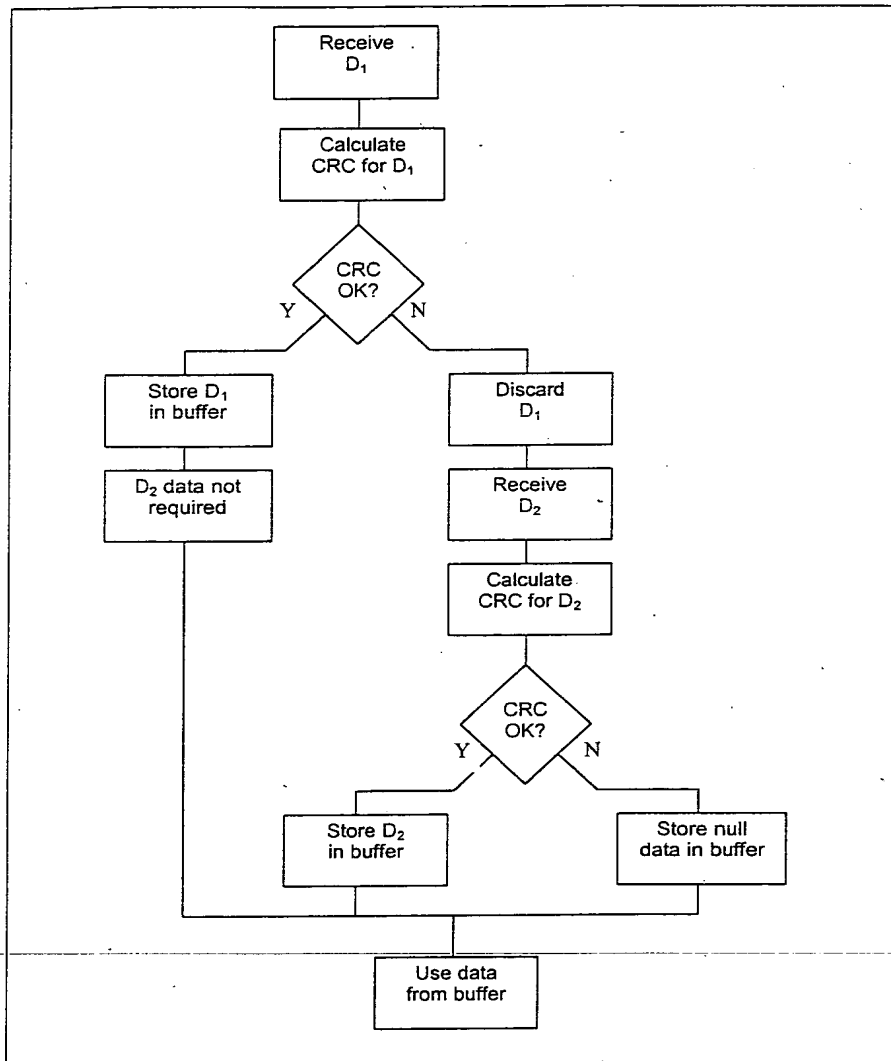 Receive
D₁
Calculate
CRC for D₁
CRC
OK?
Y
N
Store D₁
in buffer
Discard
D₁
D₂ data not
required
Receive
D₂
Calculate
CRC for D₂
CRC
OK?
Y
N
Store D₂
in buffer
Store null
data in buffer
Use data
from buffer